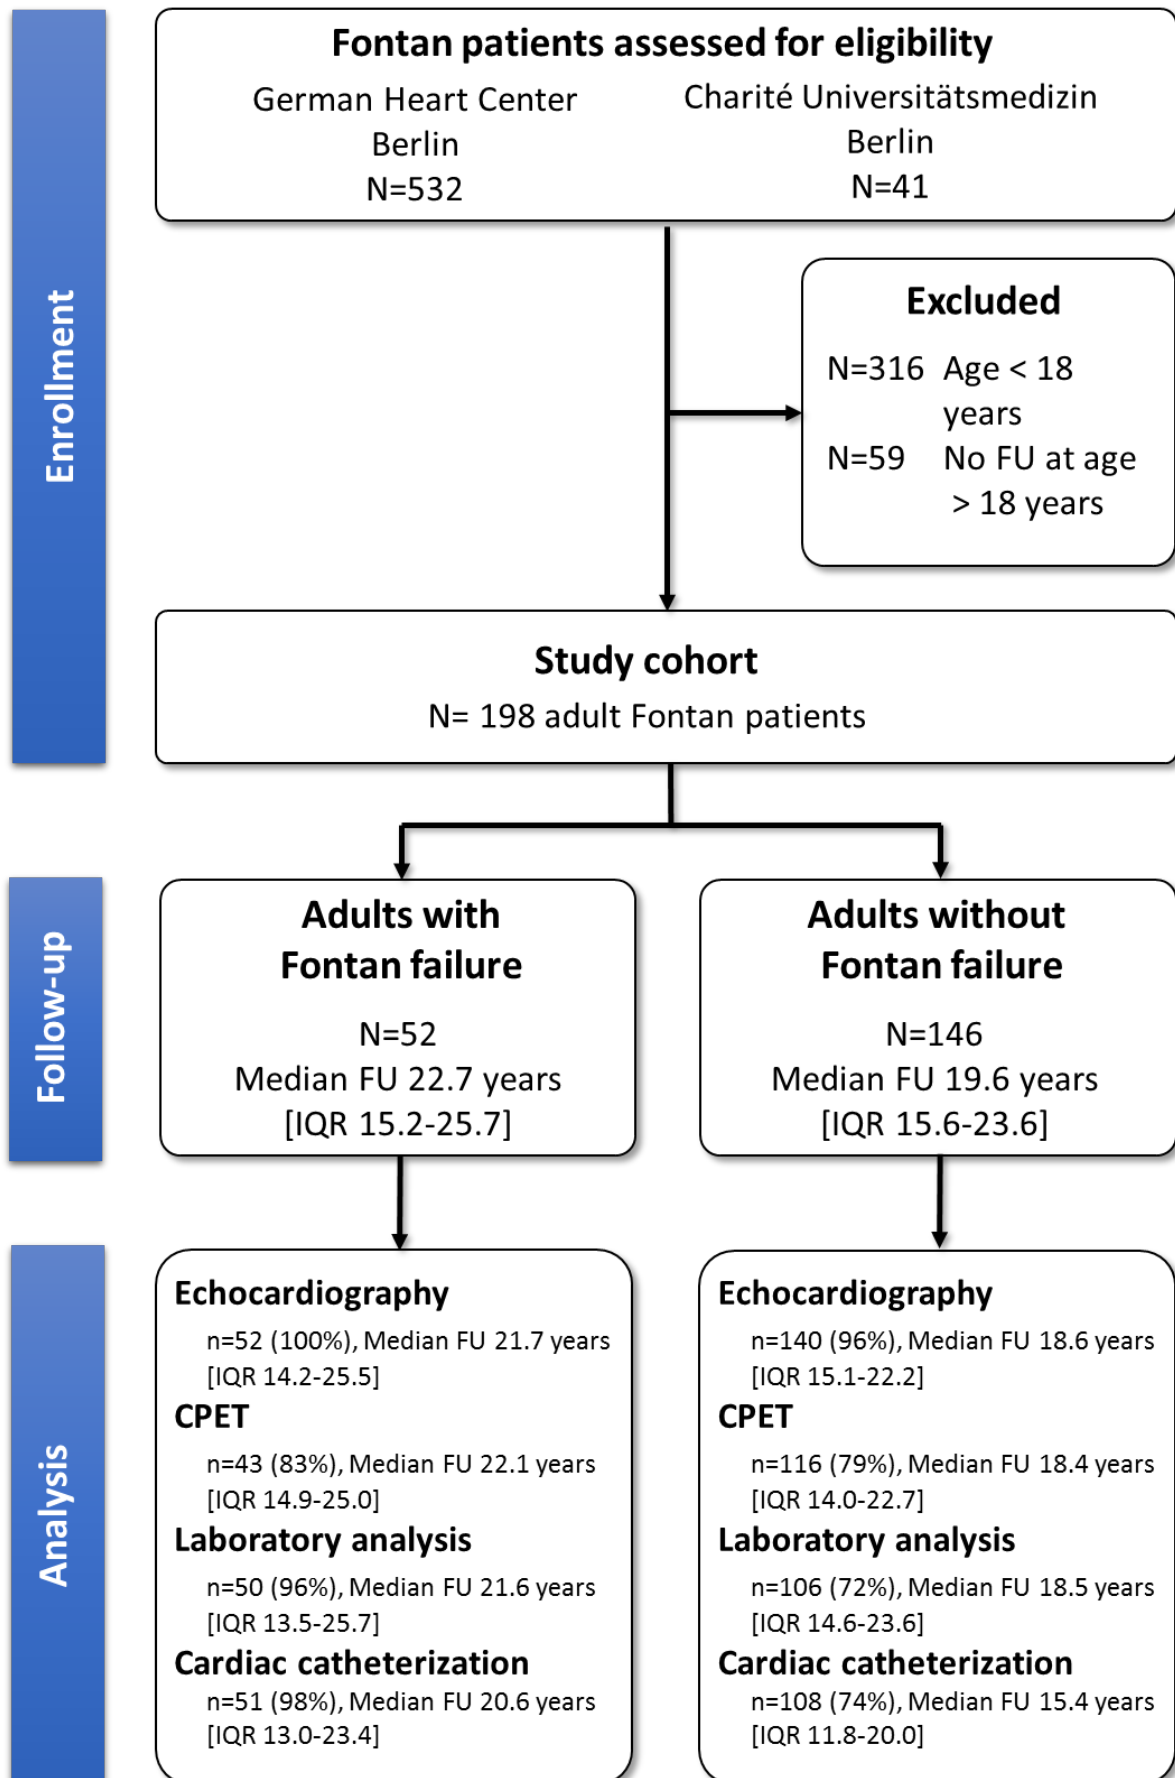 Enrollment
Fontan patients assessed for eligibility
German Heart Center
Berlin
N=532
Charité Universitätsmedizin
Berlin
N=41
Excluded
N=316 Age < 18
years
N=59 No FU at age
> 18 years
Study cohort
N= 198 adult Fontan patients
Follow-up
Adults with
Fontan failure
N=52
Median FU 22.7 years
[IQR 15.2-25.7]
Adults without
Fontan failure
N=146
Median FU 19.6 years
[IQR 15.6-23.6]
Analysis
Echocardiography
n=52 (100%), Median FU 21.7 years
[IQR 14.2-25.5]
CPET
n=43 (83%), Median FU 22.1 years
[IQR 14.9-25.0]
Laboratory analysis
n=50 (96%), Median FU 21.6 years
[IQR 13.5-25.7]
Cardiac catheterization
n=51 (98%), Median FU 20.6 years
[IQR 13.0-23.4]
Echocardiography
n=140 (96%), Median FU 18.6 years
[IQR 15.1-22.2]
CPET
n=116 (79%), Median FU 18.4 years
[IQR 14.0-22.7]
Laboratory analysis
n=106 (72%), Median FU 18.5 years
[IQR 14.6-23.6]
Cardiac catheterization
n=108 (74%), Median FU 15.4 years
[IQR 11.8-20.0]